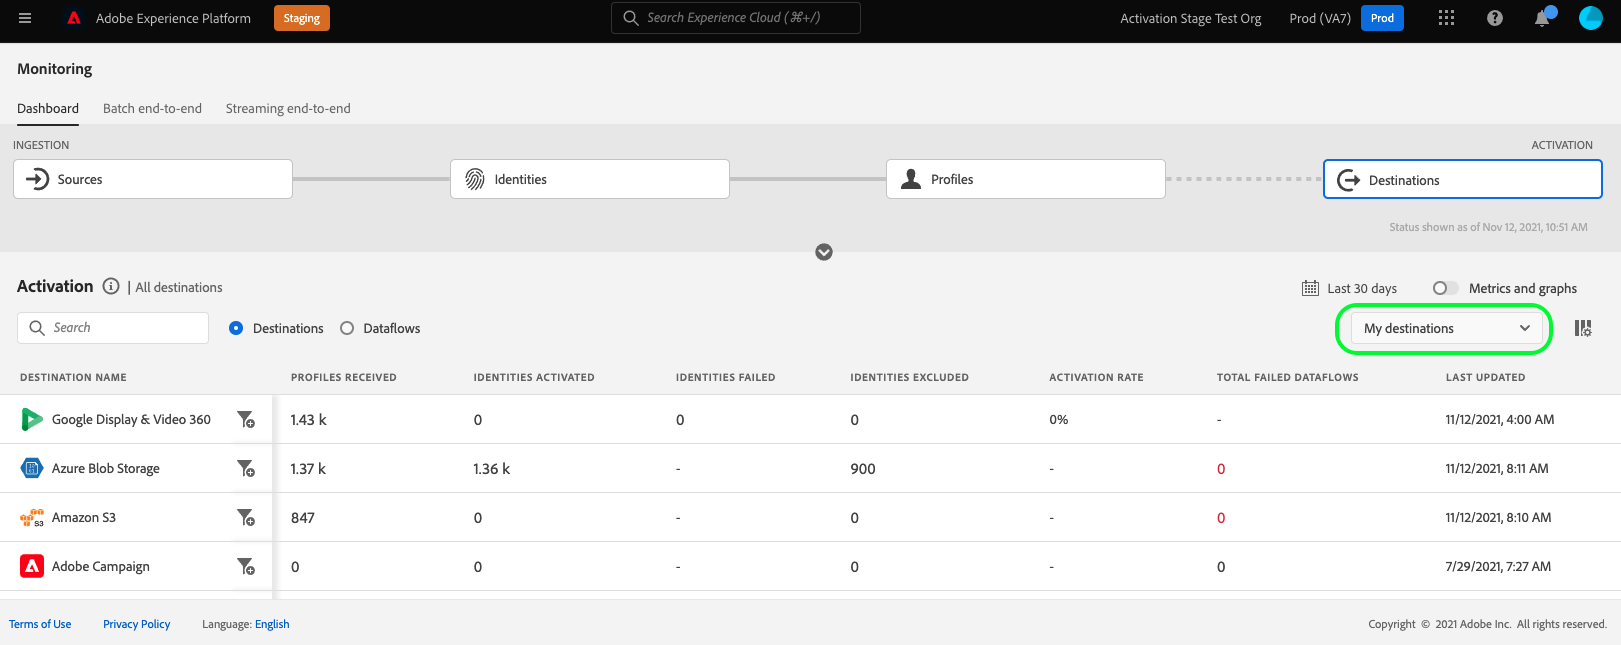 Adobe Experience Platform Staging Search Experience Cloud (⌘+/) Activation Stage Test Org Prod (VA7) Prod
Monitoring
Dashboard Batch end-to-end Streaming end-to-end
INGESTION ACTIVATION
Sources Identities Profiles Destinations
Status shown as of Nov 12, 2021, 10:51 AM
Activation | All destinations Last 30 days Metrics and graphs
Search Destinations Dataflows My destinations
DESTINATION NAME PROFILES RECEIVED IDENTITIES ACTIVATED IDENTITIES FAILED IDENTITIES EXCLUDED ACTIVATION RATE TOTAL FAILED DATAFLOWS LAST UPDATED
Google Display & Video 360 1.43 k 0 0 0 0% - 11/12/2021, 4:00 AM
Azure Blob Storage 1.37 k 1.36 k - 900 - 0 11/12/2021, 8:11 AM
S3 Amazon S3 847 0 - 0 - 0 11/12/2021, 8:10 AM
Adobe Campaign 0 0 - 0 - 0 7/29/2021, 7:27 AM
Terms of Use Privacy Policy Language: English Copyright © 2021 Adobe Inc. All rights reserved.